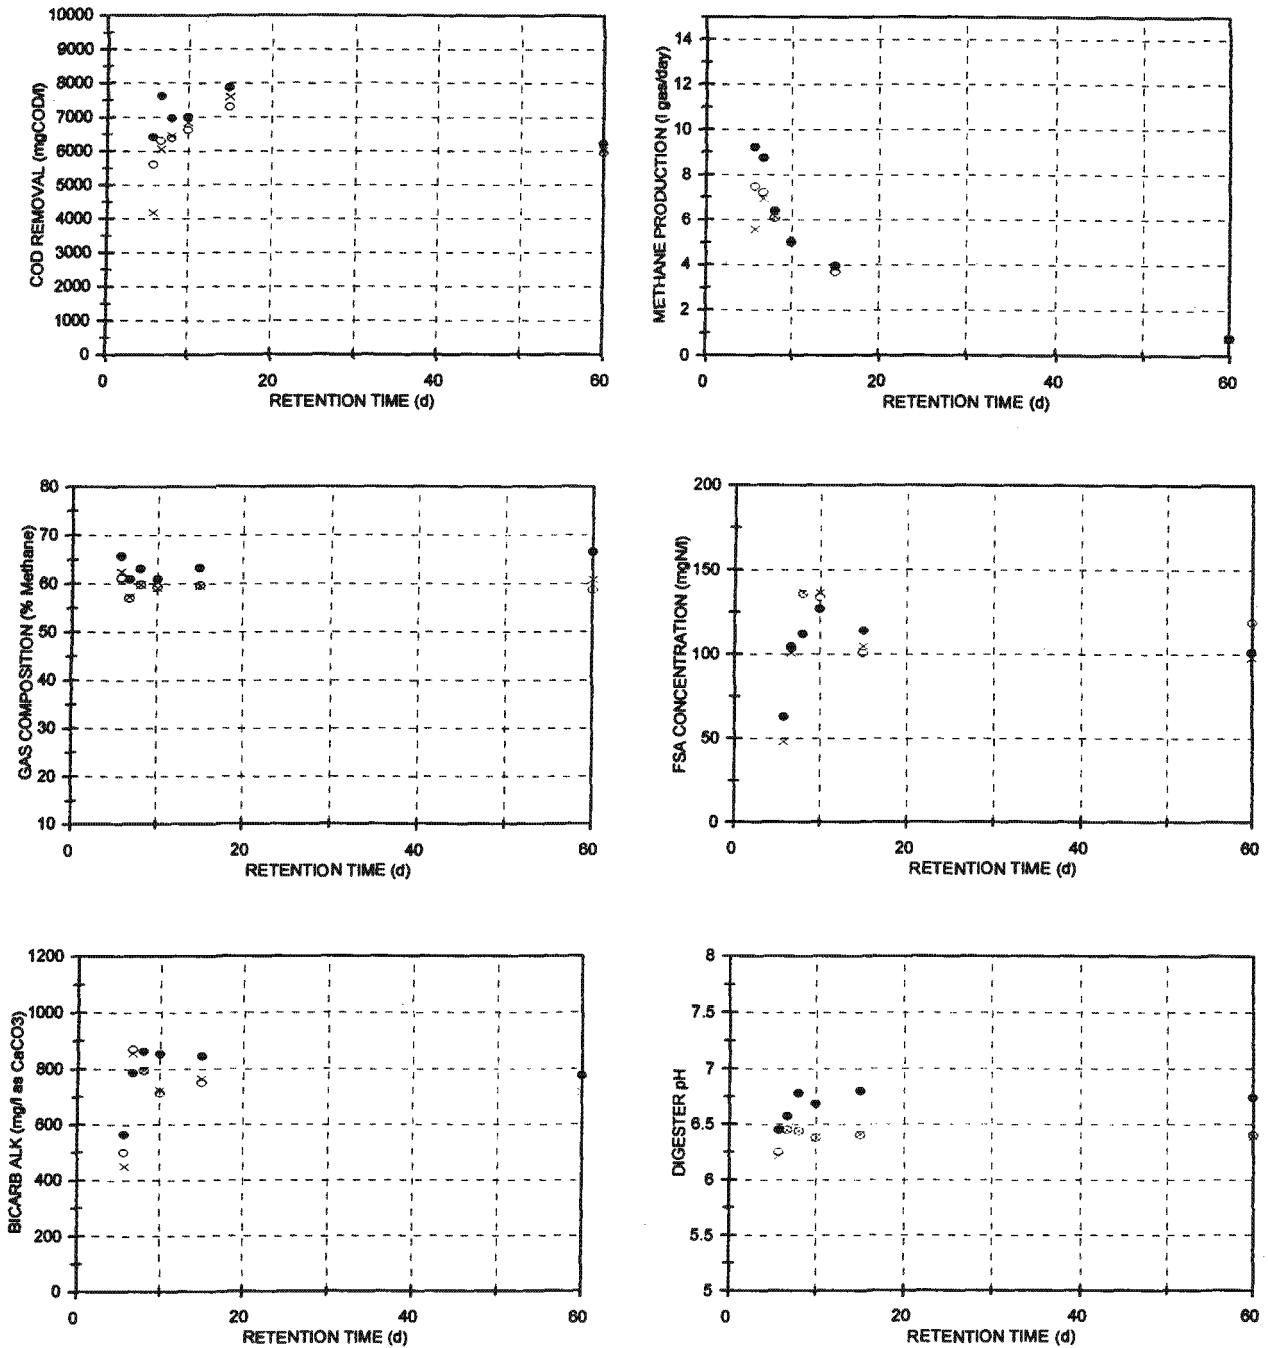 COD REMOVAL (mgCOD/l)
10000
9000
8000
7000
6000
5000
4000
3000
2000
1000
0
0 20 40 60
RETENTION TIME (d)
METHANE PRODUCTION (l gas/day)
14
12
10
8
6
4
2
0
0 20 40 60
RETENTION TIME (d)
GAS COMPOSITION (% Methane)
80
70
60
50
40
30
20
10
0 20 40 60
RETENTION TIME (d)
FSA CONCENTRATION (mgN/l)
200
150
100
50
0
0 20 40 60
RETENTION TIME (d)
BICARB ALK (mg/l as CaCO3)
1200
1000
800
600
400
200
0
0 20 40 60
RETENTION TIME (d)
DIGESTER pH
8
7.5
7
6.5
6
5.5
5
0 20 40 60
RETENTION TIME (d)